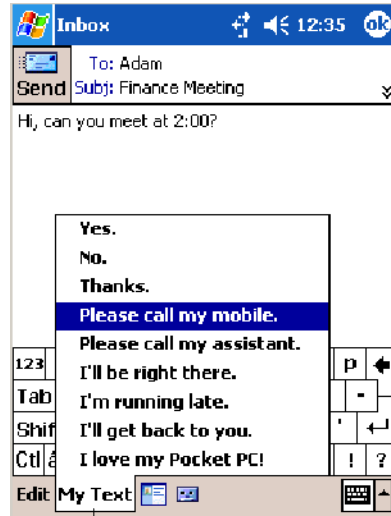 Inbox 12:35 ok
To: Adam
Send Subj: Finance Meeting
Hi, can you meet at 2:00?
Yes.
No.
Thanks.
Please call my mobile.
Please call my assistant.
I'll be right there.
I'm running late.
I'll get back to you.
I love my Pocket PC!
123 p
Tab -
Shif '
Ctl á ! ?
Edit My Text